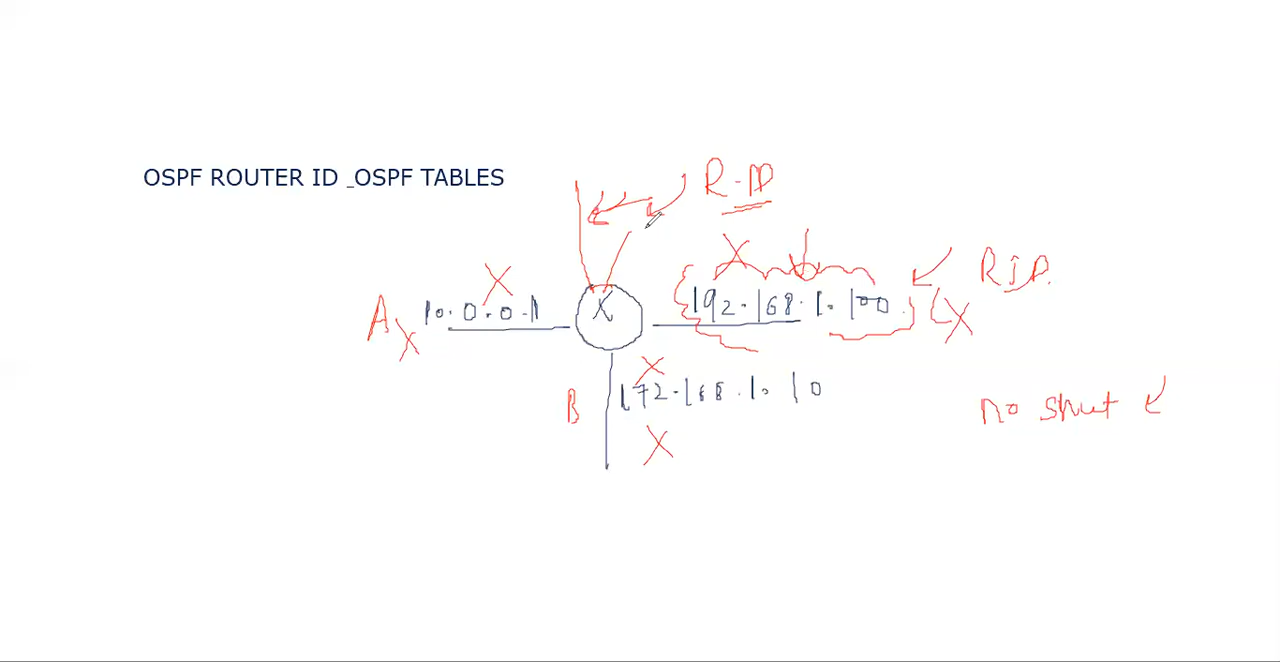 OSPF ROUTER ID _OSPF TABLES
R-ID
X
X
R I D.
A
10.0.0.1
X
192.168.1.100
X
X
X
B
172.168.1.10
no shut
X